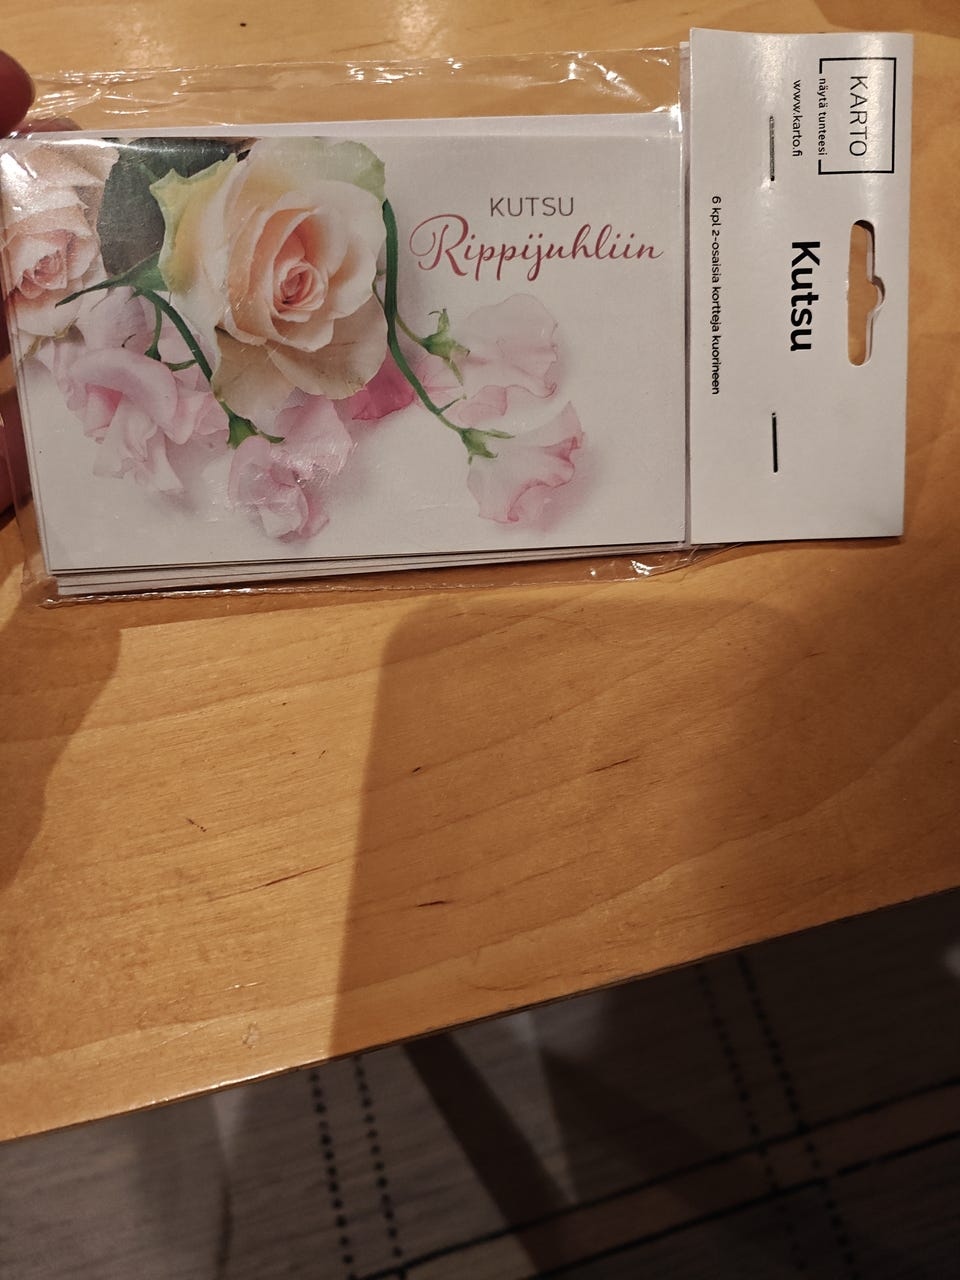 KUTSU
Rippijuhliin
KARTO
näytä tunteesi
www.karto.fi
Kutsu
6 kpl 2-osaisia kortteja kuorineen